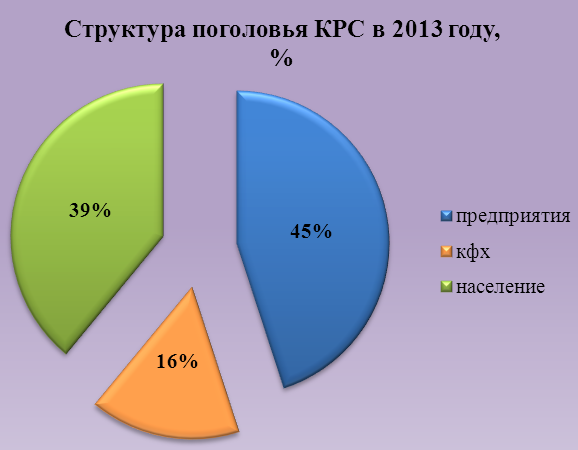 Структура поголовья КРС в 2013 году,
%
39%
45%
16%
предприятия
кфх
население